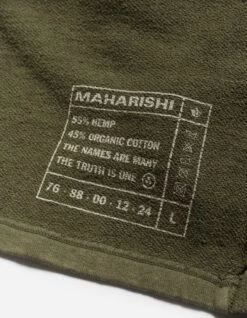 MAHARISHI
55% HEMP
45% ORGANIC COTTON
THE NAMES ARE MANY
THE TRUTH IS ONE
76 · 88 · 00 · 12 · 24
L